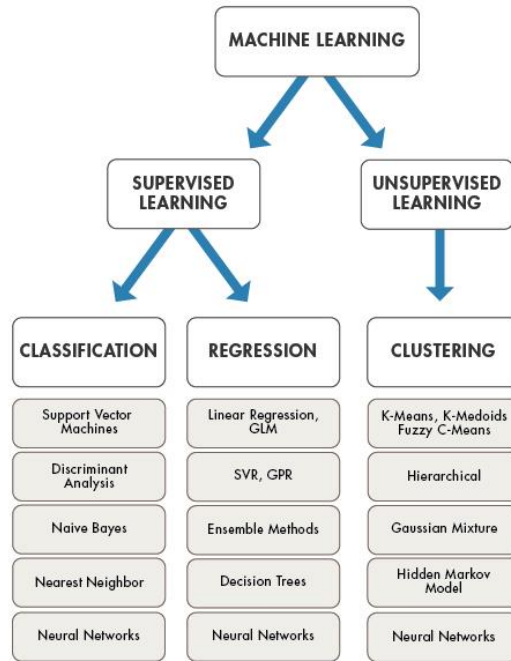 MACHINE LEARNING
SUPERVISED
LEARNING
UNSUPERVISED
LEARNING
CLASSIFICATION
REGRESSION
CLUSTERING
Support Vector
Machines
Linear Regression,
GLM
K-Means, K-Medoids
Fuzzy C-Means
Discriminant
Analysis
SVR, GPR
Hierarchical
Naive Bayes
Ensemble Methods
Gaussian Mixture
Nearest Neighbor
Decision Trees
Hidden Markov
Model
Neural Networks
Neural Networks
Neural Networks